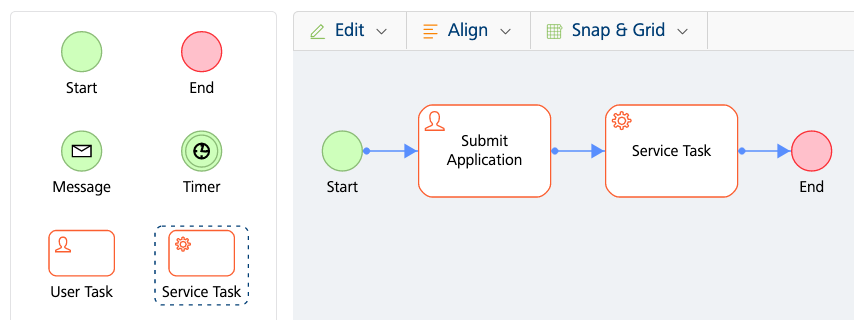 Edit
Align
Snap & Grid
Start
End
Message
Timer
User Task
Service Task
Start
Submit
Application
Service Task
End